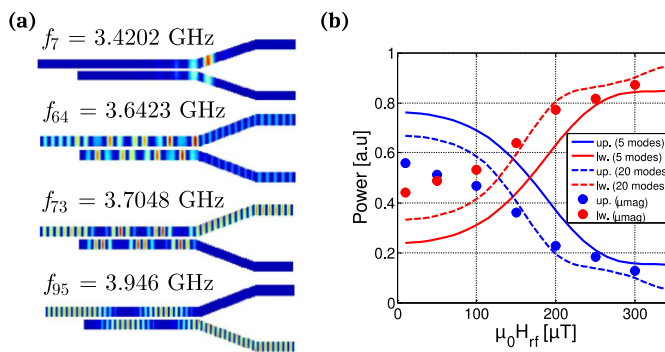 (a)
f7 = 3.4202 GHz
f64 = 3.6423 GHz
f73 = 3.7048 GHz
f95 = 3.946 GHz
(b)
Power [a.u]
1
0.8
0.6
0.4
0.2
0
0
100
200
300
μ0Hrf [μT]
up. (5 modes)
lw. (5 modes)
up. (20 modes
lw. (20 modes
up. (μmag)
lw. (μmag)